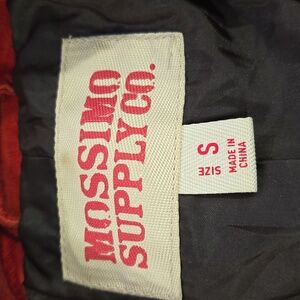 MOSSIMO
SUPPLY CO.
SIZE
S
MADE IN
CHINA